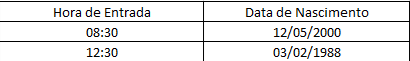 Hora de Entrada Data de Nascimento
08:30 12/05/2000
12:30 03/02/1988